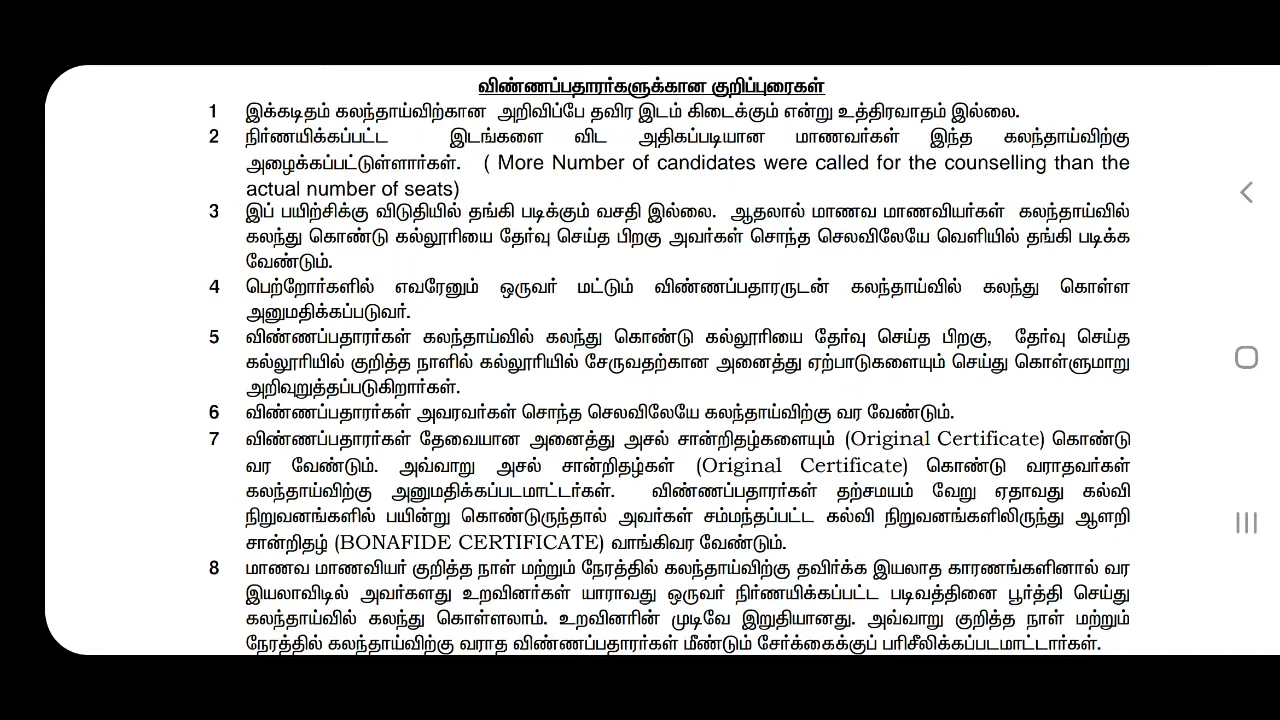 விண்ணப்பதாரர்களுக்கான குறிப்புரைகள்
1 இக்கடிதம் கலந்தாய்விற்கான அறிவிப்பே தவிர இடம் கிடைக்கும் என்று உத்திரவாதம் இல்லை.
2 நிர்ணயிக்கப்பட்ட இடங்களை விட அதிகப்படியான மாணவர்கள் இந்த கலந்தாய்விற்கு
அழைக்கப்பட்டுள்ளார்கள். ( More Number of candidates were called for the counselling than the
actual number of seats)
3 இப் பயிற்சிக்கு விடுதியில் தங்கி படிக்கும் வசதி இல்லை. ஆதலால் மாணவ மாணவியர்கள் கலந்தாய்வில்
கலந்து கொண்டு கல்லூரியை தேர்வு செய்த பிறகு அவர்கள் சொந்த செலவிலேயே வெளியில் தங்கி படிக்க
வேண்டும்.
4 பெற்றோர்களில் எவரேனும் ஒருவர் மட்டும் விண்ணப்பதாரருடன் கலந்தாய்வில் கலந்து கொள்ள
அனுமதிக்கப்படுவர்.
5 விண்ணப்பதாரர்கள் கலந்தாய்வில் கலந்து கொண்டு கல்லூரியை தேர்வு செய்த பிறகு, தேர்வு செய்த
கல்லூரியில் குறித்த நாளில் கல்லூரியில் சேருவதற்கான அனைத்து ஏற்பாடுகளையும் செய்து கொள்ளுமாறு
அறிவுறுத்தப்படுகிறார்கள்.
6 விண்ணப்பதாரர்கள் அவரவர்கள் சொந்த செலவிலேயே கலந்தாய்விற்கு வர வேண்டும்.
7 விண்ணப்பதாரர்கள் தேவையான அனைத்து அசல் சான்றிதழ்களையும் (Original Certificate) கொண்டு
வர வேண்டும். அவ்வாறு அசல் சான்றிதழ்கள் (Original Certificate) கொண்டு வராதவர்கள்
கலந்தாய்விற்கு அனுமதிக்கப்படமாட்டர்கள். விண்ணப்பதாரர்கள் தற்சமயம் வேறு ஏதாவது கல்வி
நிறுவனங்களில் பயின்று கொண்டுருந்தால் அவர்கள் சம்மந்தப்பட்ட கல்வி நிறுவனங்களிலிருந்து ஆளறி
சான்றிதழ் (BONAFIDE CERTIFICATE) வாங்கிவர வேண்டும்.
8 மாணவ மாணவியர் குறித்த நாள் மற்றும் நேரத்தில் கலந்தாய்விற்கு தவிர்க்க இயலாத காரணங்களினால் வர
இயலாவிடில் அவர்களது உறவினர்கள் யாராவது ஒருவர் நிர்ணயிக்கப்பட்ட படிவத்தினை பூர்த்தி செய்து
கலந்தாய்வில் கலந்து கொள்ளலாம். உறவினரின் முடிவே இறுதியானது. அவ்வாறு குறித்த நாள் மற்றும்
நேரத்தில் கலந்தாய்விற்கு வராத விண்ணப்பதாரர்கள் மீண்டும் சேர்க்கைக்குப் பரிசீலிக்கப்படமாட்டார்கள்.